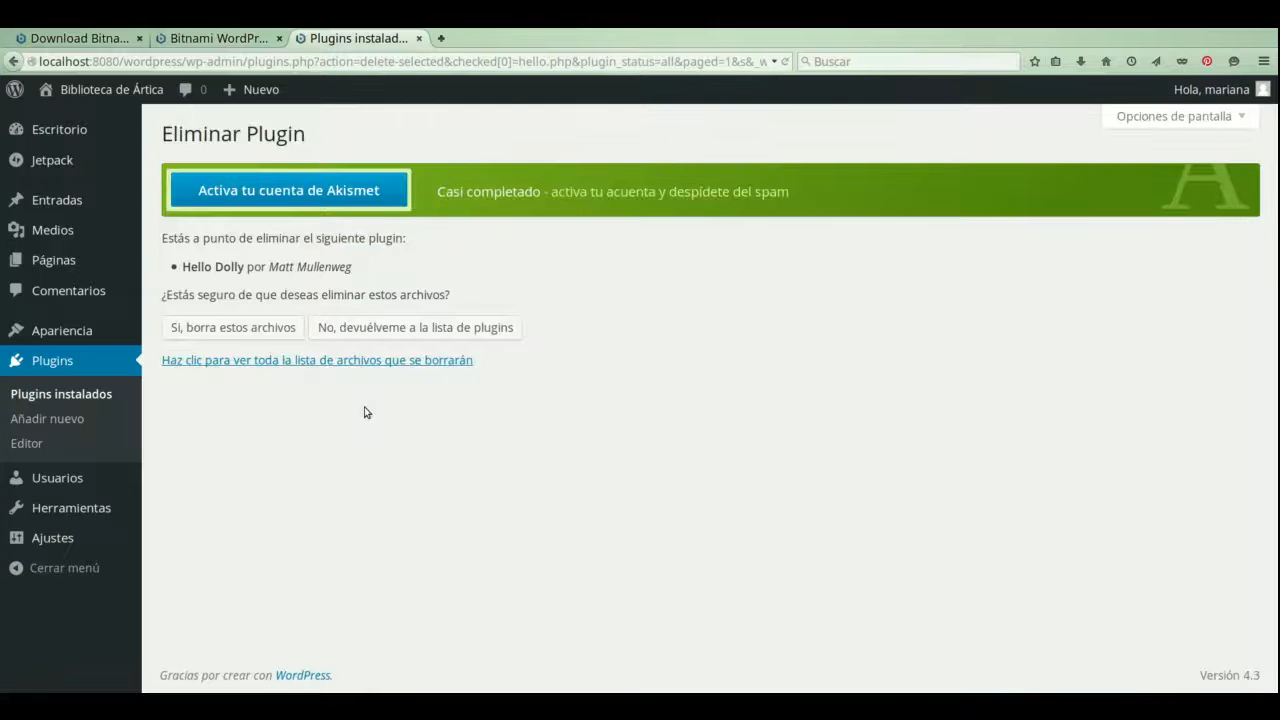 Download Bitna... × Bitnami WordPr... × Plugins instalad... × +
localhost:8080/wordpress/wp-admin/plugins.php?action=delete-selected&checked[0]=hello.php&plugin_status=all&paged=1&s&_w Buscar
Biblioteca de Ártica 0 + Nuevo Hola, mariana
Opciones de pantalla
Escritorio
Jetpack
Entradas
Medios
Páginas
Comentarios
Apariencia
Plugins
Plugins instalados
Añadir nuevo
Editor
Usuarios
Herramientas
Ajustes
Cerrar menú
Eliminar Plugin
Activa tu cuenta de Akismet Casi completado - activa tu acuenta y despídete del spam A
Estás a punto de eliminar el siguiente plugin:
• Hello Dolly por Matt Mullenweg
¿Estás seguro de que deseas eliminar estos archivos?
Si, borra estos archivos No, devuélveme a la lista de plugins
Haz clic para ver toda la lista de archivos que se borrarán
Gracias por crear con WordPress. Versión 4.3